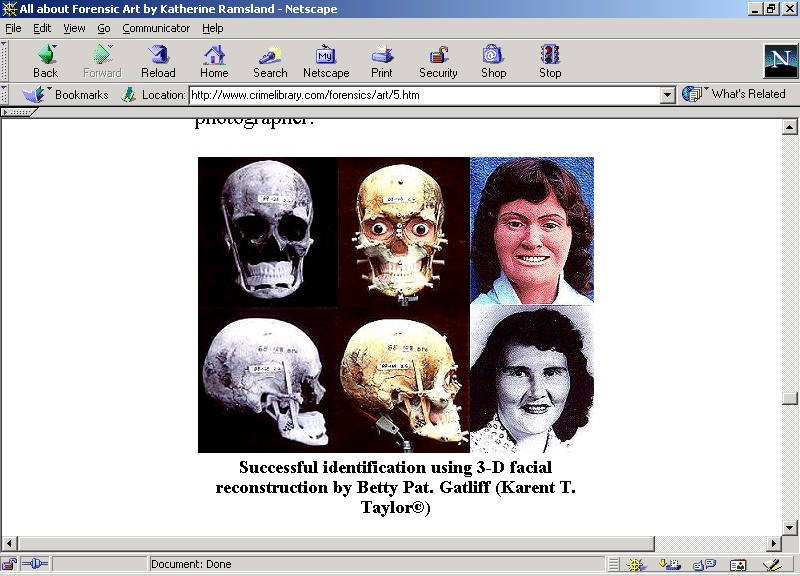 All about Forensic Art by Katherine Ramsland - Netscape
File Edit View Go Communicator Help
My
N
Back Forward Reload Home Search Netscape Print Security Shop Stop
Bookmarks Location: http://www.crimelibrary.com/forensics/art/5.htm What's Related
photographer.
Successful identification using 3-D facial
reconstruction by Betty Pat. Gatliff (Karent T.
Taylor©)
Document: Done